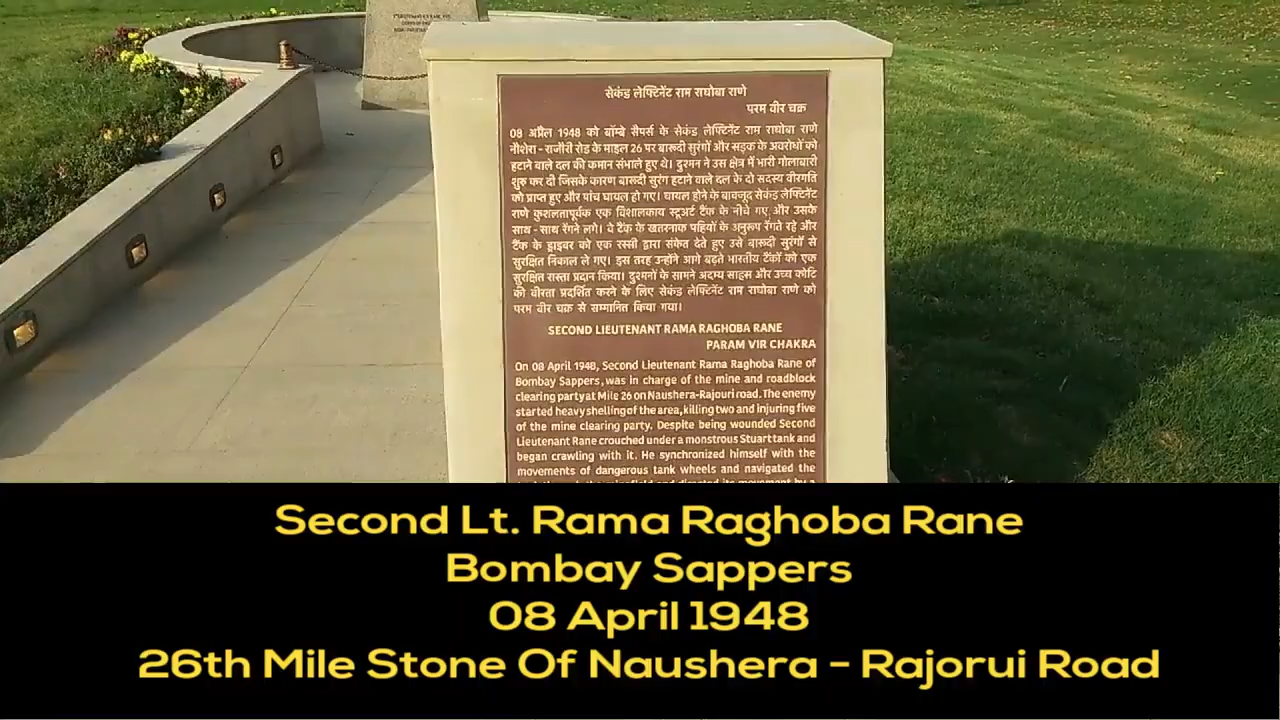 सेकंड लेफ्टिनेंट राम राघोबा राणे
परम वीर चक्र
08 अप्रैल 1948 को बॉम्बे सैपर्स के सेकंड लेफ्टिनेंट राम राघोबा राणे
नौशेरा - राजौरी रोड के माइल 26 पर बारूदी सुरंगों और सड़क के अवरोधों को
हटाने वाले दल की कमान संभाले हुए थे। दुश्मन ने उस क्षेत्र में भारी गोलाबारी
शुरु कर दी जिसके कारण बारूदी सुरंग हटाने वाले दल के दो सदस्य वीरगति
को प्राप्त हुए और पांच घायल हो गए। घायल होने के बावजूद सेकंड लेफ्टिनेंट
राणे कुशलतापूर्वक एक विशालकाय स्टूअर्ट टैंक के नीचे गए और उसके
साथ - साथ रेंगने लगे। वे टैंक के खतरनाक पहियों के अनुरूप रेंगते रहे और
टैंक के ड्राइवर को एक रस्सी द्वारा संकेत देते हुए उसे बारूदी सुरंगों से
सुरक्षित निकाल ले गए। इस तरह उन्होंने आगे बढ़ते भारतीय टैंकों को एक
सुरक्षित रास्ता प्रदान किया। दुश्मनों के सामने अदम्य साहस और उच्च कोटि
की वीरता प्रदर्शित करने के लिए सेकंड लेफ्टिनेंट राम राघोबा राणे को
परम वीर चक्र से सम्मानित किया गया।
SECOND LIEUTENANT RAMA RAGHOBA RANE
PARAM VIR CHAKRA
On 08 April 1948, Second Lieutenant Rama Raghoba Rane of
Bombay Sappers, was in charge of the mine and roadblock
clearing party at Mile 26 on Naushera-Rajouri road. The enemy
started heavy shelling of the area, killing two and injuring five
of the mine clearing party. Despite being wounded Second
Lieutenant Rane crouched under a monstrous Stuart tank and
began crawling with it. He synchronized himself with the
movements of dangerous tank wheels and navigated the
Second Lt. Rama Raghoba Rane
Bombay Sappers
08 April 1948
26th Mile Stone Of Naushera - Rajorui Road